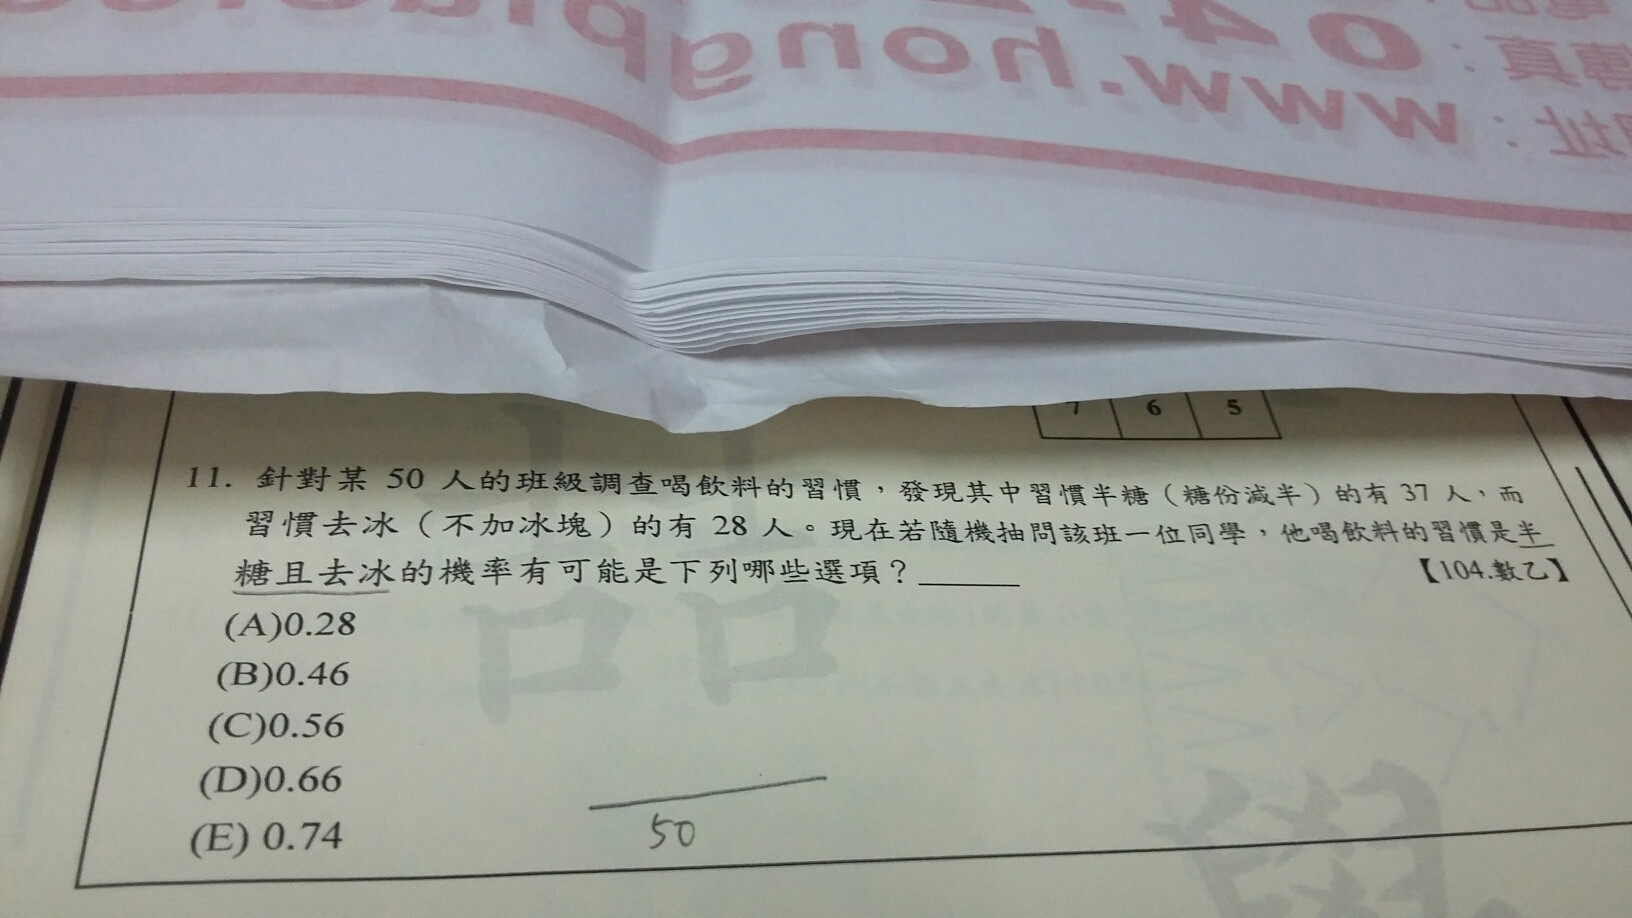 www.hong
傳真:
址:
7 6 5
11. 針對某 50 人的班級調查喝飲料的習慣，發現其中習慣半糖（糖份減半）的有 37 人，而
習慣去冰（不加冰塊）的有 28 人。現在若隨機抽問該班一位同學，他喝飲料的習慣是半
糖且去冰的機率有可能是下列哪些選項？______
【104.數乙】
(A)0.28
(B)0.46
(C)0.56
(D)0.66
(E) 0.74
50